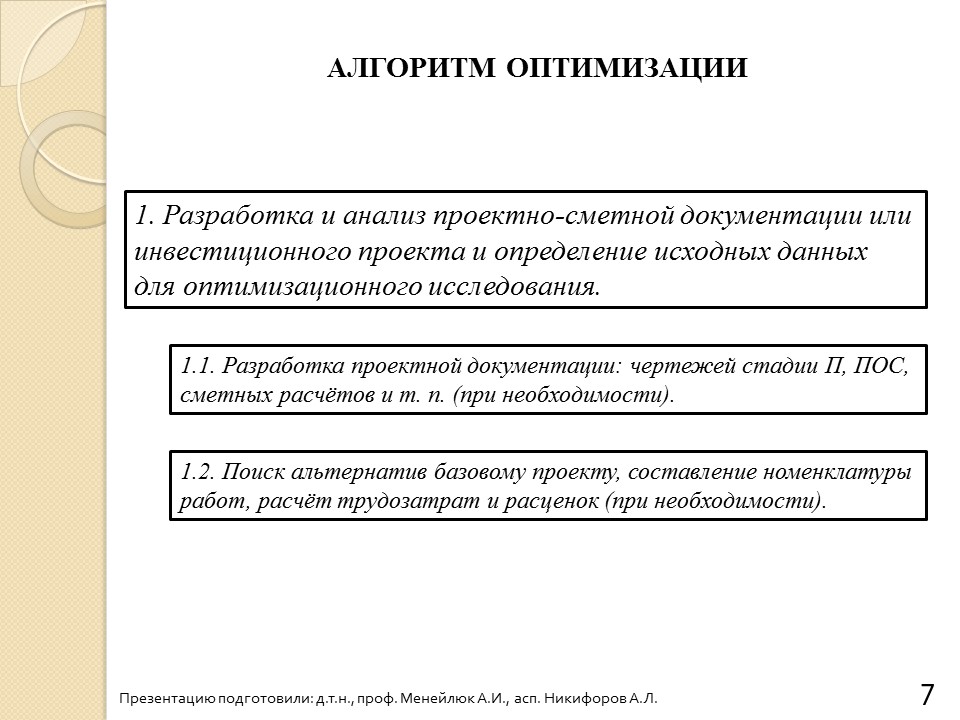 АЛГОРИТМ ОПТИМИЗАЦИИ
1. Разработка и анализ проектно-сметной документации или
инвестиционного проекта и определение исходных данных
для оптимизационного исследования.
1.1. Разработка проектной документации: чертежей стадии П, ПОС,
сметных расчётов и т. п. (при необходимости).
1.2. Поиск альтернатив базовому проекту, составление номенклатуры
работ, расчёт трудозатрат и расценок (при необходимости).
Презентацию подготовили: д.т.н., проф. Менейлюк А.И., асп. Никифоров А.Л.
7